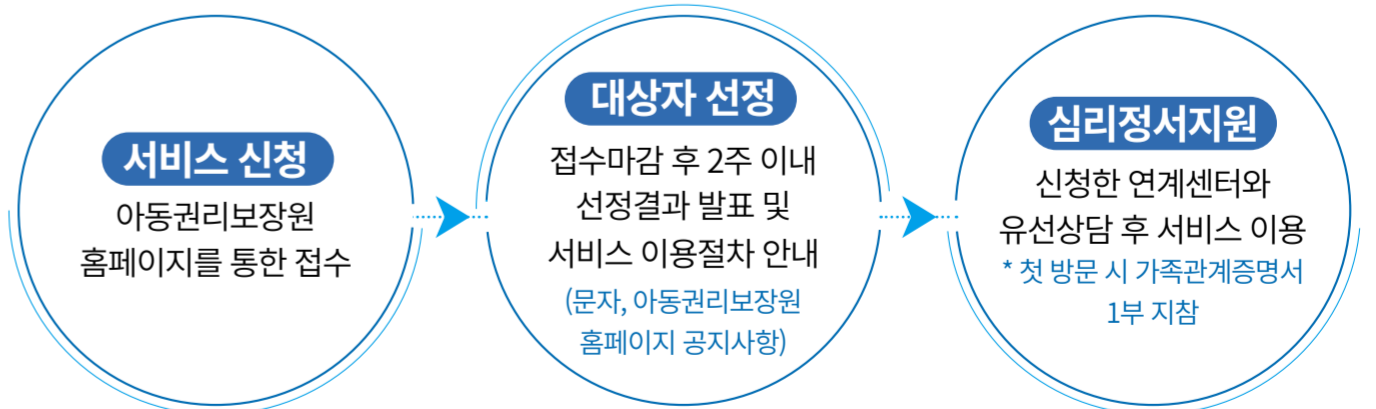 서비스 신청
아동권리보장원
홈페이지를 통한 접수
대상자 선정
접수마감 후 2주 이내
선정결과 발표 및
서비스 이용절차 안내
(문자, 아동권리보장원
홈페이지 공지사항)
심리정서지원
신청한 연계센터와
유선상담 후 서비스 이용
* 첫 방문 시 가족관계증명서
1부 지참